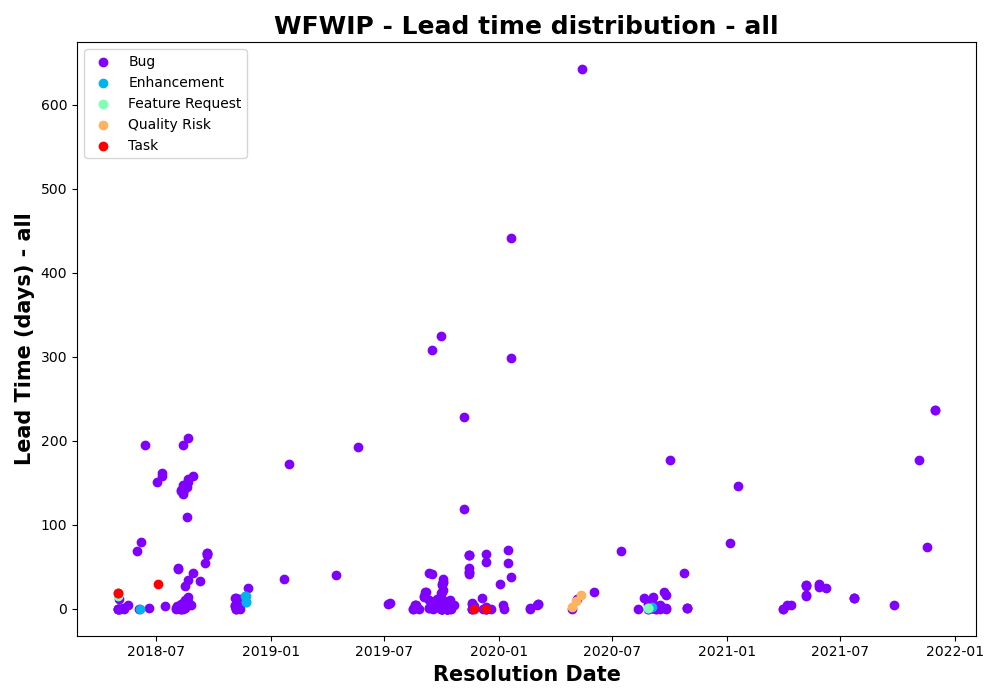 WFWIP - Lead time distribution - all
Bug
Enhancement
Feature Request
Quality Risk
Task
Lead Time (days) - all
600
500
400
300
200
100
0
2018-07 2019-01 2019-07 2020-01 2020-07 2021-01 2021-07 2022-01
Resolution Date